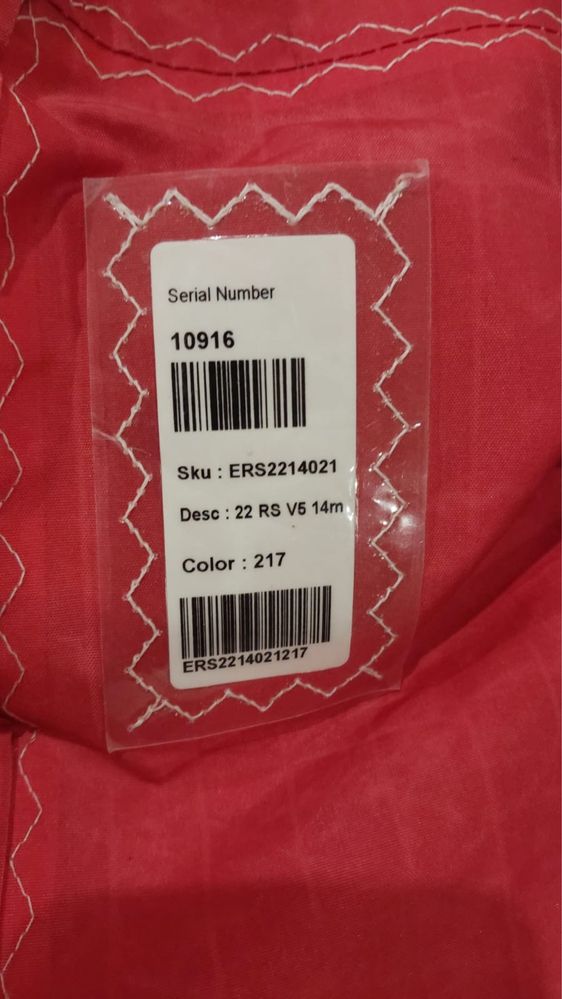 Serial Number
10916
Sku : ERS2214021
Desc : 22 RS V5 14m
Color : 217
ERS2214021217